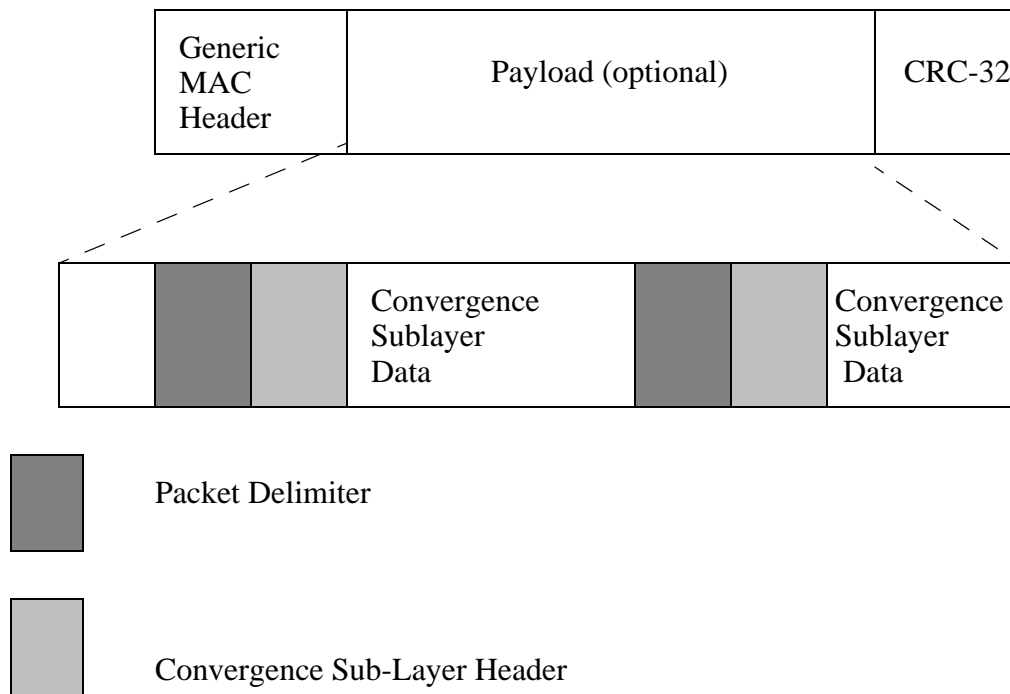 Generic
MAC
Header
Payload (optional)
CRC-32
Convergence
Sublayer
Data
Convergence
Sublayer
Data
Packet Delimiter
Convergence Sub-Layer Header